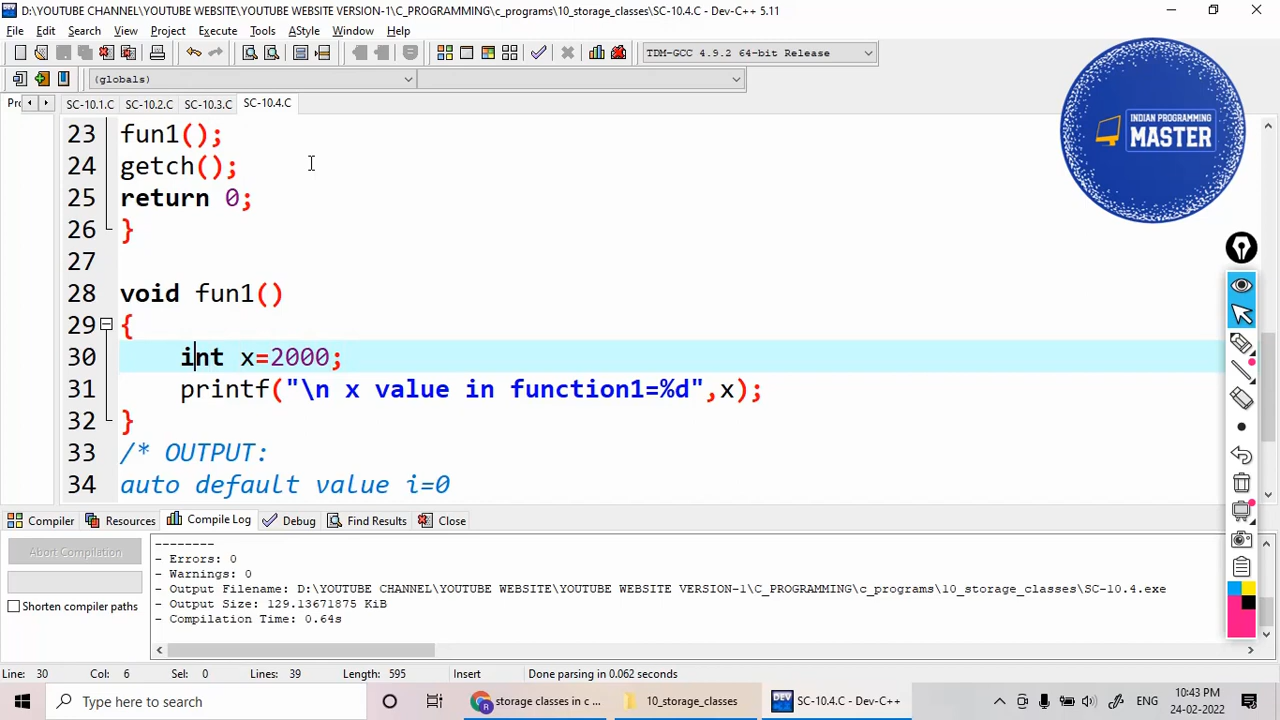 D:\YOUTUBE CHANNEL\YOUTUBE WEBSITE\YOUTUBE WEBSITE VERSION-1\C_PROGRAMMING\c_programs\10_storage_classes\SC-10.4.C - Dev-C++ 5.11
File Edit Search View Project Execute Tools AStyle Window Help
TDM-GCC 4.9.2 64-bit Release
(globals)
SC-10.1.C SC-10.2.C SC-10.3.C SC-10.4.C
INDIAN PROGRAMMING
MASTER
23 fun1();
24 getch();
25 return 0;
26 }
27
28 void fun1()
29 {
30 int x=2000;
31 printf("\n x value in function1=%d",x);
32 }
33 /* OUTPUT:
34 auto default value i=0
Compiler Resources Compile Log Debug Find Results Close
Abort Compilation
Shorten compiler paths
--------
- Errors: 0
- Warnings: 0
- Output Filename: D:\YOUTUBE CHANNEL\YOUTUBE WEBSITE\YOUTUBE WEBSITE VERSION-1\C_PROGRAMMING\c_programs\10_storage_classes\SC-10.4.exe
- Output Size: 129.13671875 KiB
- Compilation Time: 0.64s
Line: 30 Col: 6 Sel: 0 Lines: 39 Length: 595 Insert Done parsing in 0.062 seconds
Type here to search
storage classes in c ...
10_storage_classes
SC-10.4.C - Dev-C++
ENG
10:43 PM
24-02-2022